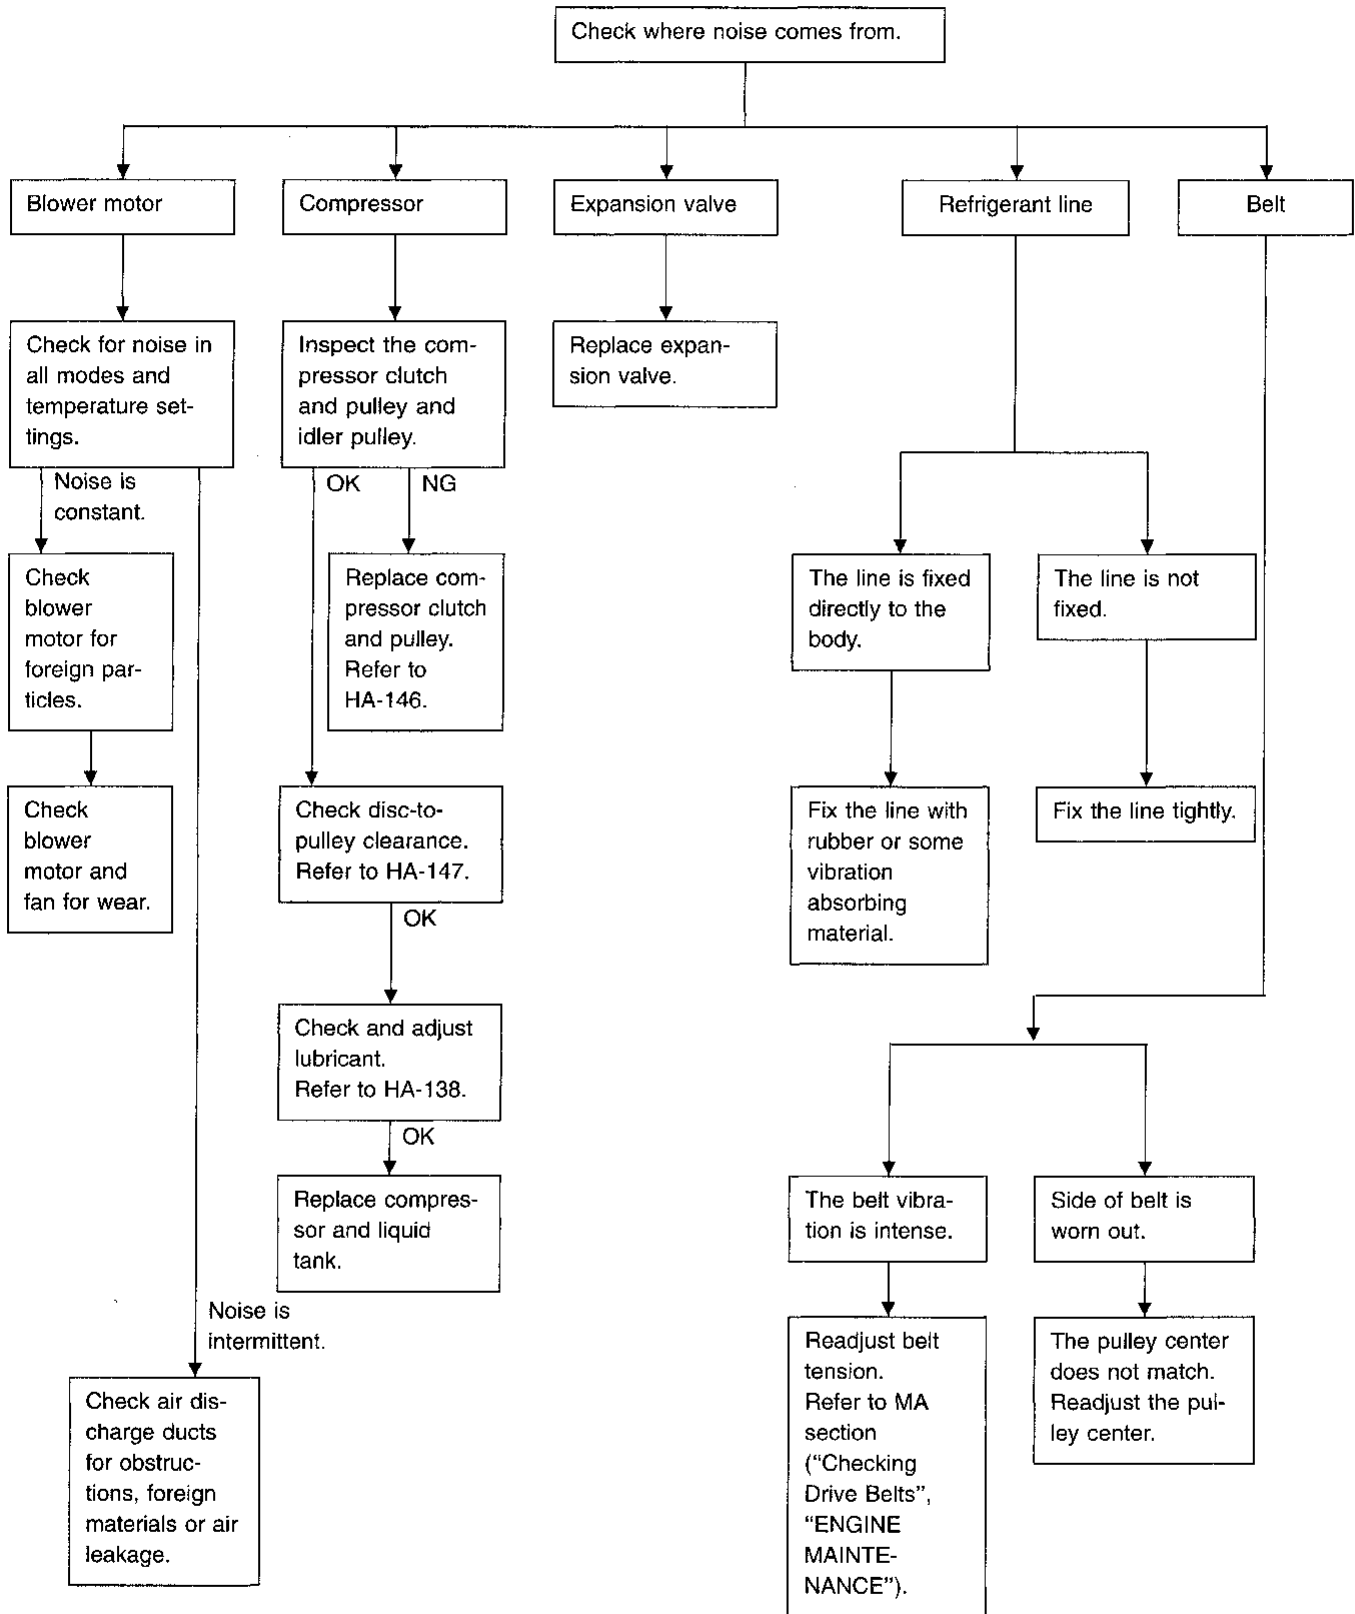 Check where noise comes from.
Blower motor
Compressor
Expansion valve
Refrigerant line
Belt
Check for noise in
all modes and
temperature set-
tings.
Inspect the com-
pressor clutch
and pulley and
idler pulley.
Replace expan-
sion valve.
Noise is
constant.
OK
NG
Check
blower
motor for
foreign par-
ticles.
Replace com-
pressor clutch
and pulley.
Refer to
HA-146.
The line is fixed
directly to the
body.
The line is not
fixed.
Check
blower
motor and
fan for wear.
Check disc-to-
pulley clearance.
Refer to HA-147.
OK
Fix the line with
rubber or some
vibration
absorbing
material.
Fix the line tightly.
Check and adjust
lubricant.
Refer to HA-138.
OK
Replace compres-
sor and liquid
tank.
The belt vibra-
tion is intense.
Side of belt is
worn out.
Noise is
intermittent.
Check air dis-
charge ducts
for obstruc-
tions, foreign
materials or air
leakage.
Readjust belt
tension.
Refer to MA
section
(“Checking
Drive Belts”,
“ENGINE
MAINTE-
NANCE”).
The pulley center
does not match.
Readjust the pul-
ley center.